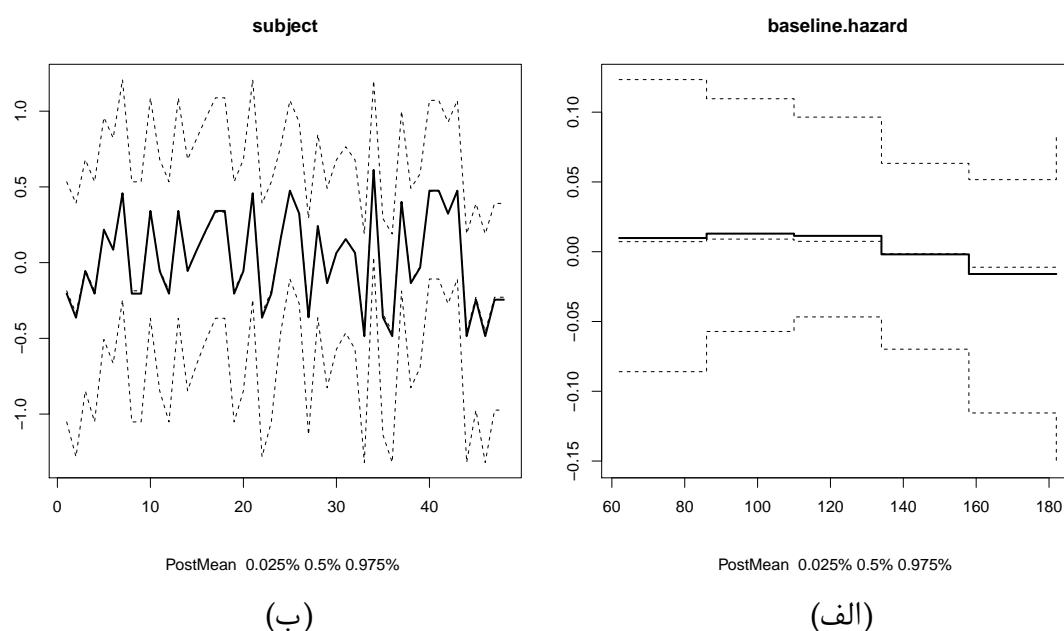 subject
1.0
0.5
0.0
−0.5
−1.0
0 10 20 30 40
PostMean 0.025% 0.5% 0.975%
(ب)
baseline.hazard
0.10
0.05
0.00
−0.05
−0.10
−0.15
60 80 100 120 140 160 180
PostMean 0.025% 0.5% 0.975%
(الف)